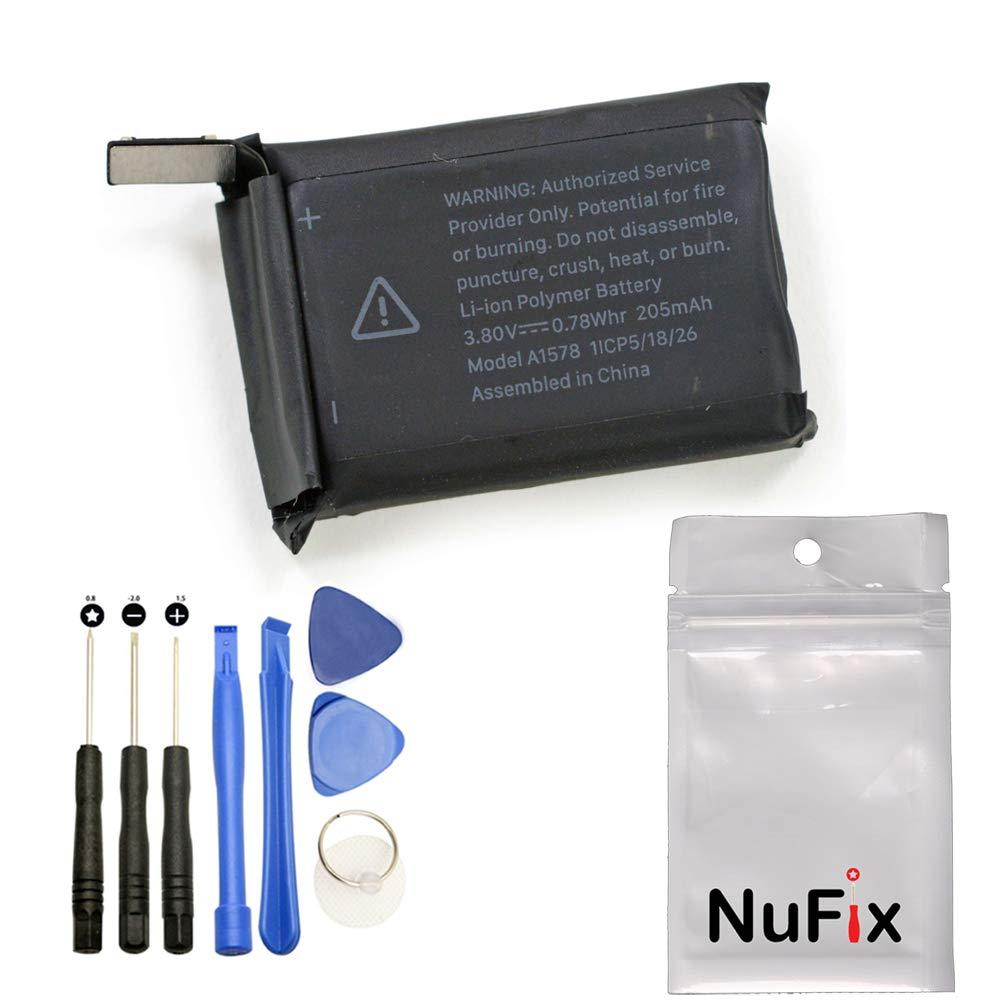 WARNING: Authorized Service
Provider Only. Potential for fire
or burning. Do not disassemble,
puncture, crush, heat, or burn.
Li-ion Polymer Battery
3.80V⎓0.78Whr 205mAh
Model A1578 1ICP5/18/26
Assembled in China
0.8 -2.0 1.5
NuFix